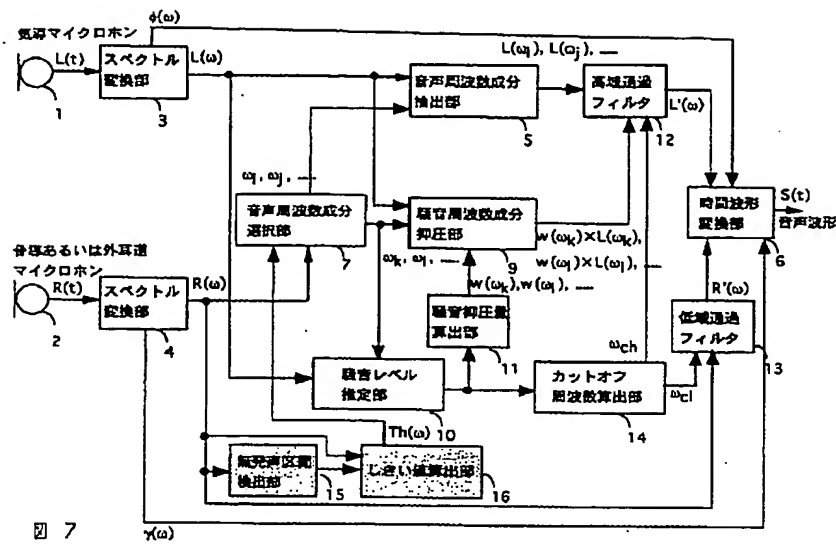 φ(ω)
気導マイクロホン
L(t)
1
スペクトル
変換部
3
L(ω)
音声周波数成分
検出部
5
L(ωi), L(ωj), ....
高域通過
フィルタ
12
L'(ω)
ωi, ωj, ....
音声周波数成分
選択部
7
騒音周波数成分
抑圧部
9
w(ωk)×L(ωk),
w(ωl)×L(ωl), ....
時間波形
変換部
6
S(t)
音声波形
骨導あるいは外耳道
マイクロホン
R(t)
2
スペクトル
変換部
4
R(ω)
ωk, ωl, ....
w(ωk), w(ωl), ....
騒音抑圧量
算出部
11
ωch
R'(ω)
低域通過
フィルタ
13
騒音レベル
推定部
10
カットオフ
周波数算出部
14
ωcl
Th(ω)
無発声区間
検出部
15
しきい値算出部
16
図 7
γ(ω)